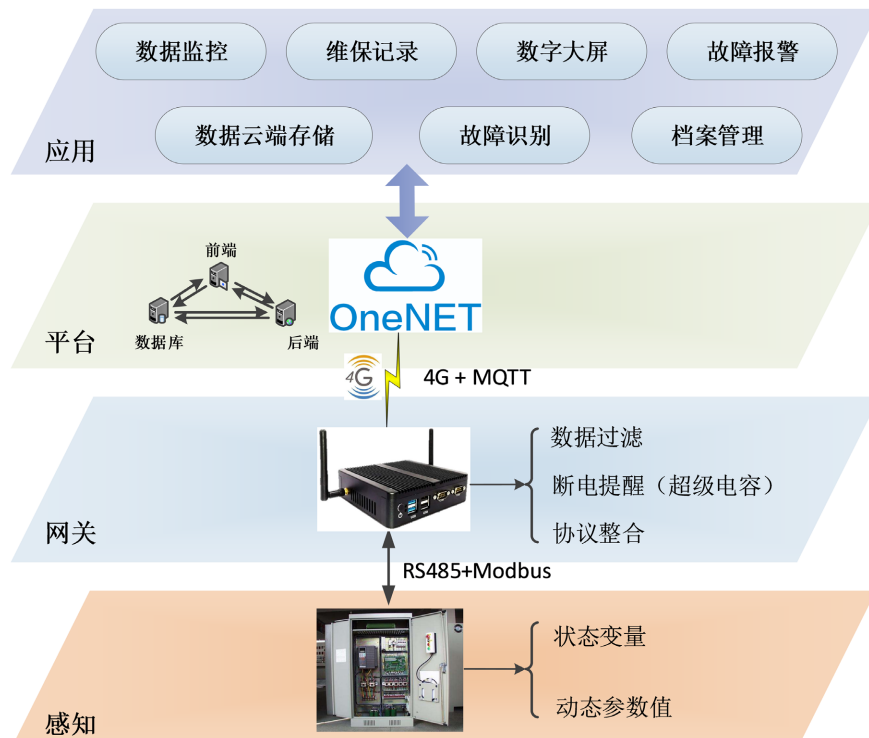 数据监控
维保记录
数字大屏
故障报警
数据云端存储
故障识别
档案管理
应用
前端
数据库
后端
OneNET
平台
4G
4G + MQTT
数据过滤
断电提醒（超级电容）
协议整合
网关
RS485+Modbus
状态变量
动态参数值
感知